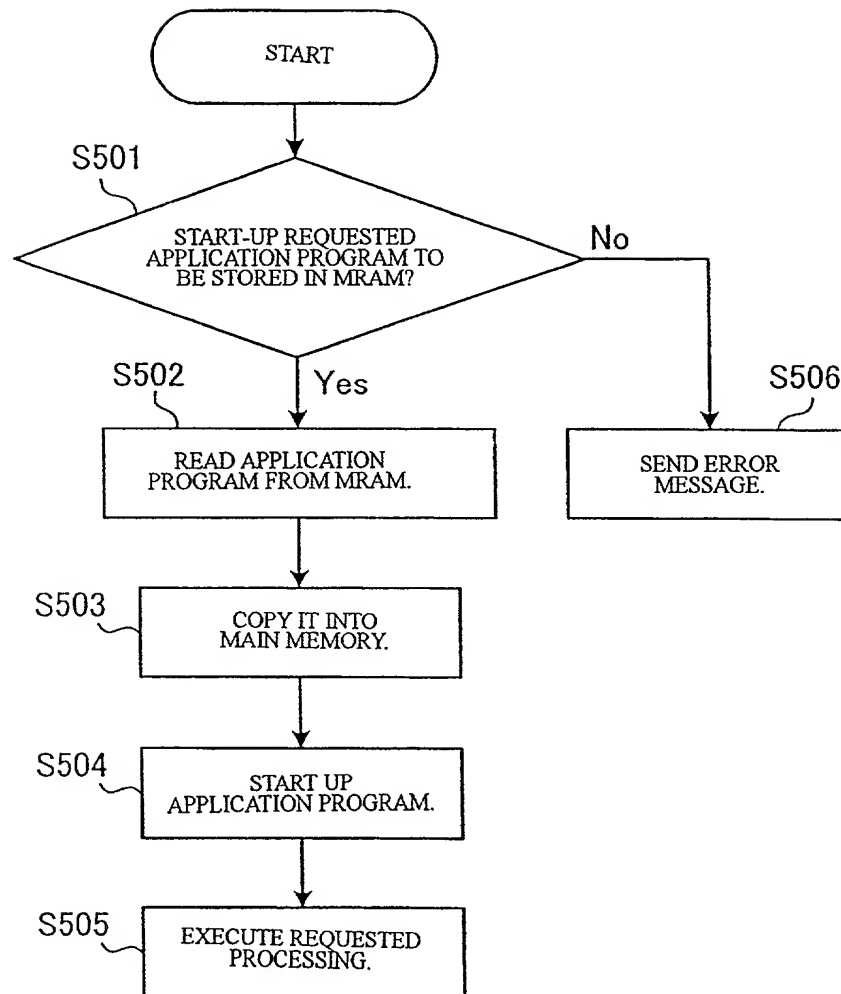 START
S501
START-UP REQUESTED
APPLICATION PROGRAM TO
BE STORED IN MRAM?
No
Yes
S502
READ APPLICATION
PROGRAM FROM MRAM.
S506
SEND ERROR
MESSAGE.
S503
COPY IT INTO
MAIN MEMORY.
S504
START UP
APPLICATION PROGRAM.
S505
EXECUTE REQUESTED
PROCESSING.